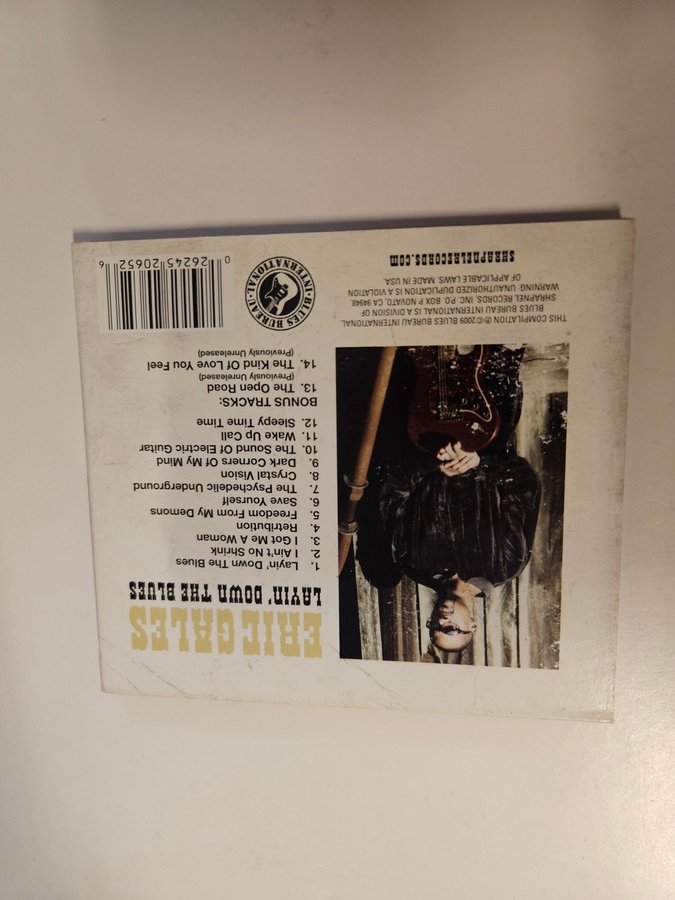 ERIC GALES
LAYIN' DOWN THE BLUES
1. Layin' Down The Blues
2. I Ain't No Shrink
3. I Got Me A Woman
4. Retribution
5. Freedom From My Demons
6. Save Yourself
7. The Psychedelic Underground
8. Crystal Vision
9. Dark Corners Of My Mind
10. The Sound Of Electric Guitar
11. Wake Up Call
12. Sleepy Time Time
BONUS TRACKS:
13. The Open Road
(Previously Unreleased)
14. The Kind Of Love You Feel
(Previously Unreleased)
THIS COMPILATION ℗ © 2009 BLUES BUREAU INTERNATIONAL
BLUES BUREAU INTERNATIONAL IS A DIVISION OF
SHRAPNEL RECORDS, INC. P.O. BOX P NOVATO, CA 94948.
WARNING: UNAUTHORIZED DUPLICATION IS A VIOLATION
OF APPLICABLE LAWS. MADE IN USA
SHRAPNELRECORDS.COM
BLUES BUREAU
INTERNATIONAL
0 26245 20652 6